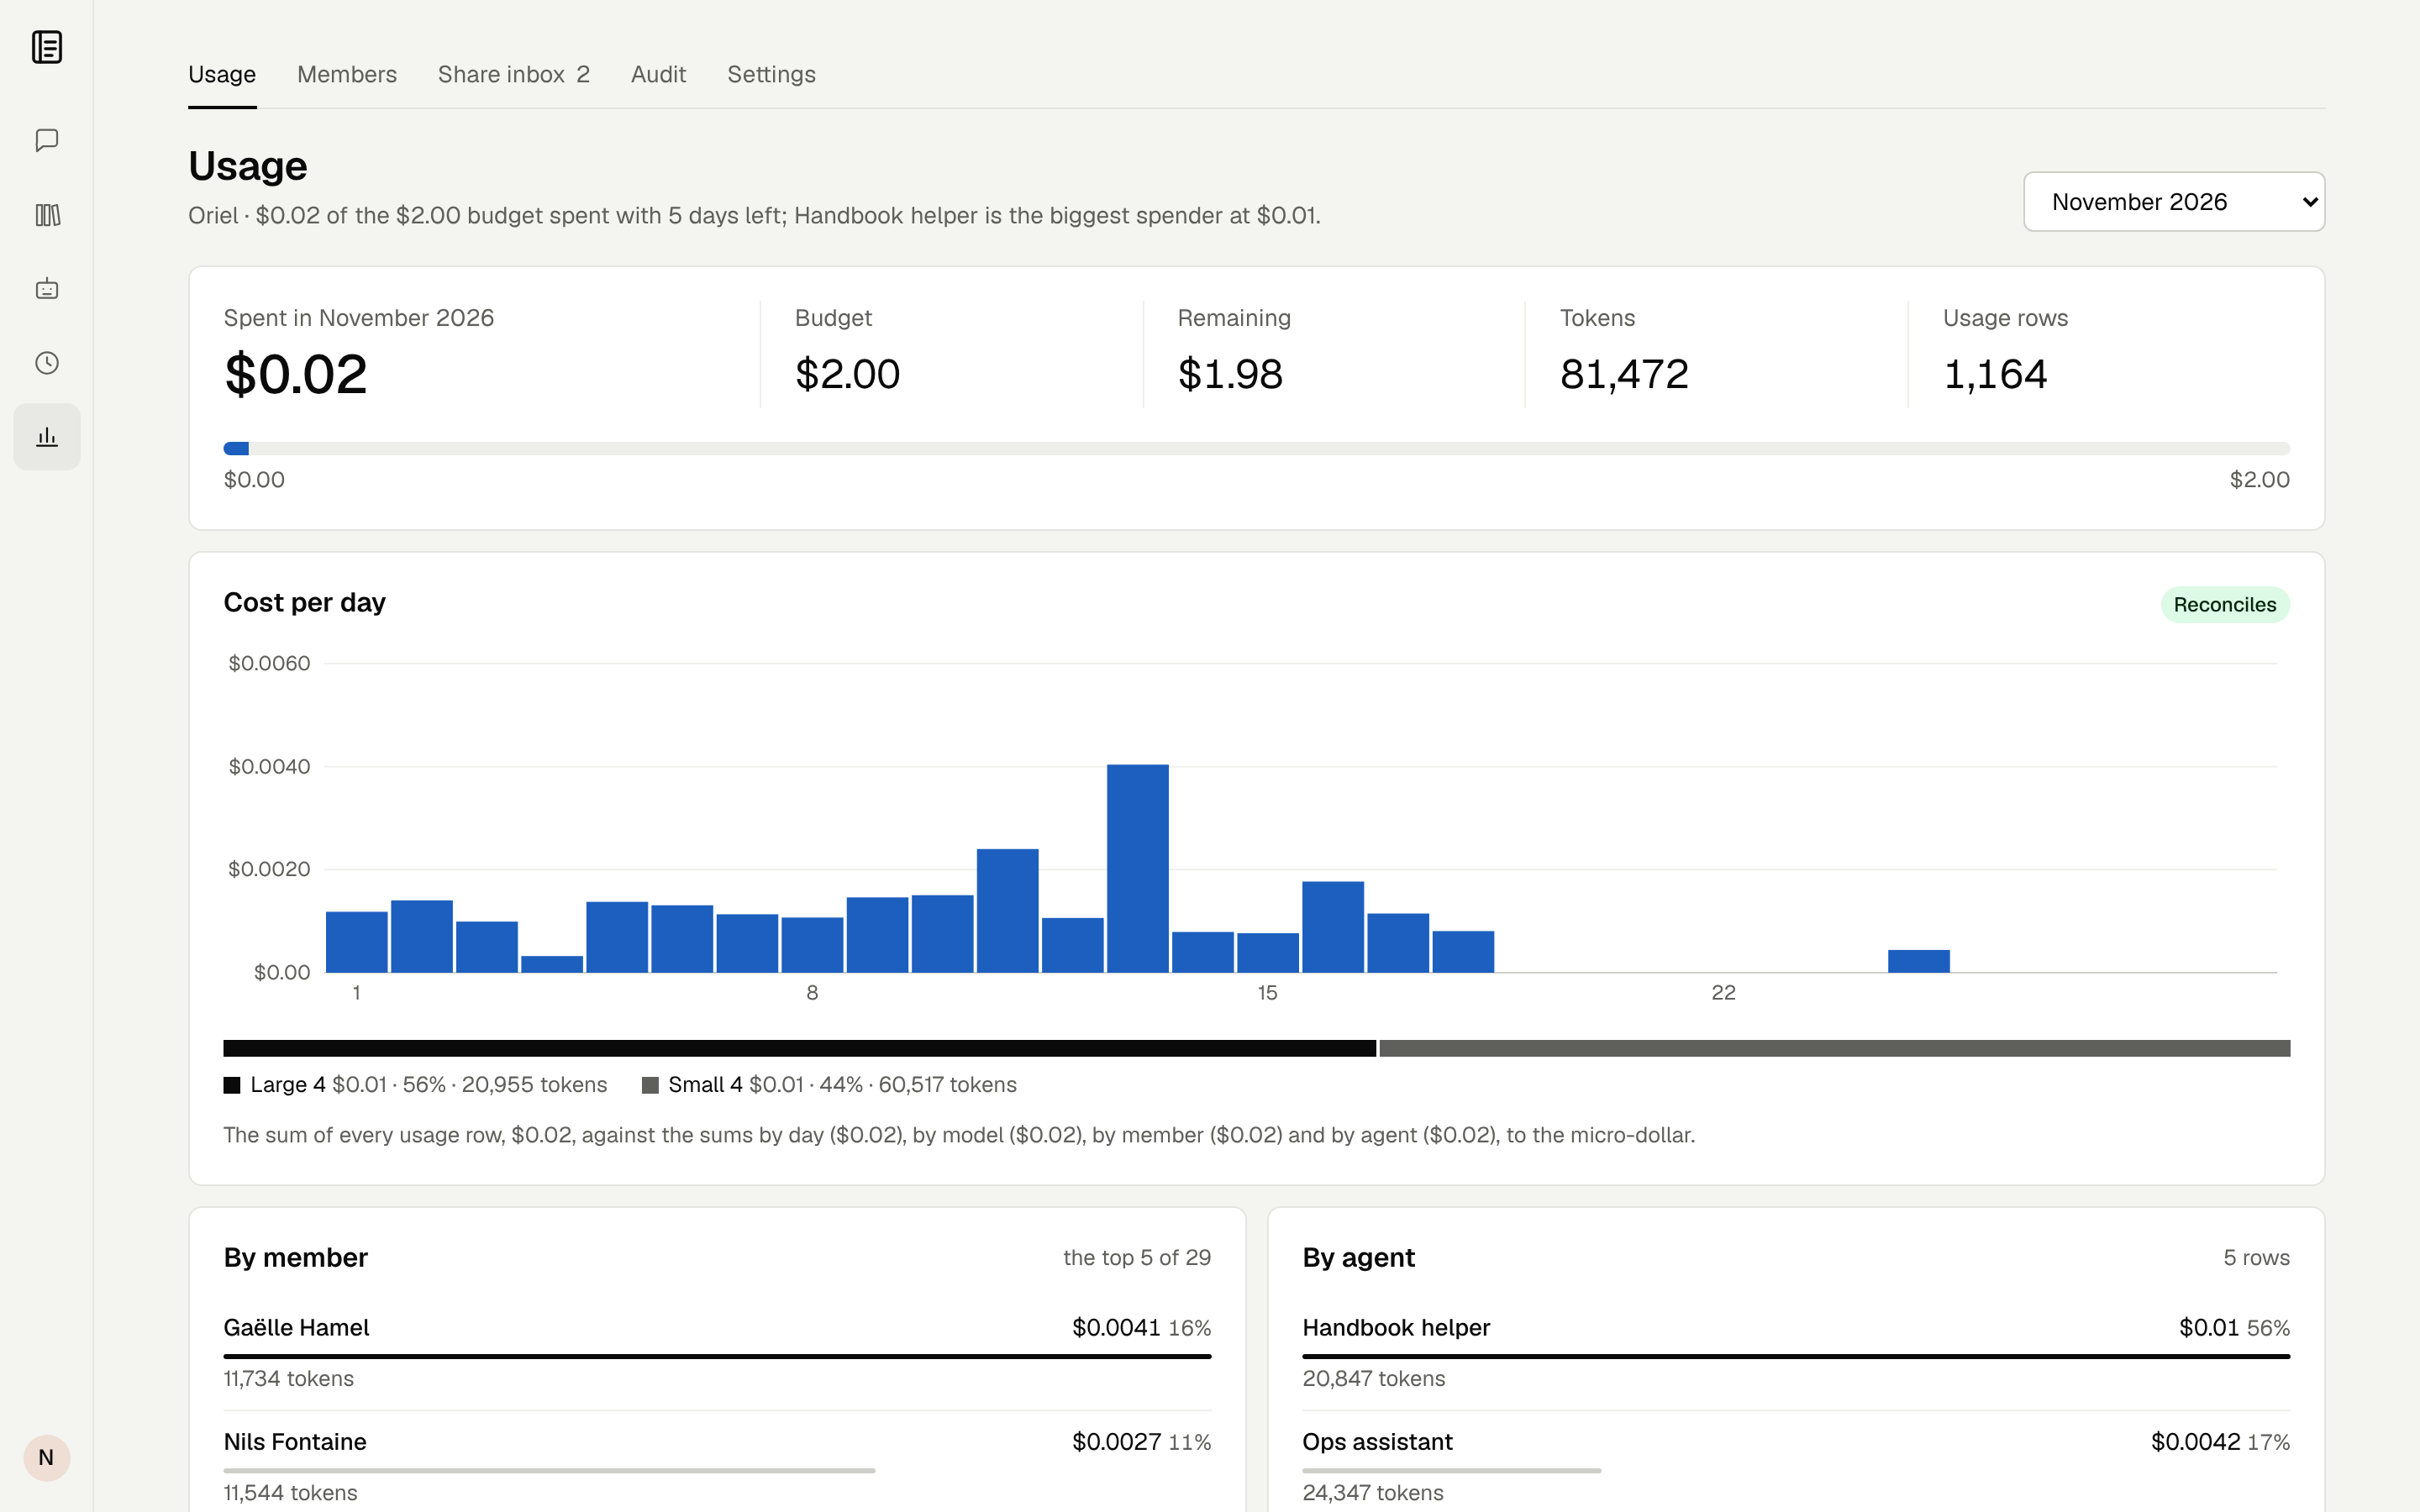 Usage Members Share inbox 2 Audit Settings
Usage
Oriel · $0.02 of the $2.00 budget spent with 5 days left; Handbook helper is the biggest spender at $0.01.
November 2026
Spent in November 2026 Budget Remaining Tokens Usage rows
$0.02 $2.00 $1.98 81,472 1,164
$0.00 $2.00
Cost per day Reconciles
$0.0060
$0.0040
$0.0020
$0.00
1 8 15 22
Large 4 $0.01 · 56% · 20,955 tokens Small 4 $0.01 · 44% · 60,517 tokens
The sum of every usage row, $0.02, against the sums by day ($0.02), by model ($0.02), by member ($0.02) and by agent ($0.02), to the micro-dollar.
By member the top 5 of 29
Gaëlle Hamel $0.0041 16%
11,734 tokens
Nils Fontaine $0.0027 11%
11,544 tokens
By agent 5 rows
Handbook helper $0.01 56%
20,847 tokens
Ops assistant $0.0042 17%
24,347 tokens
N